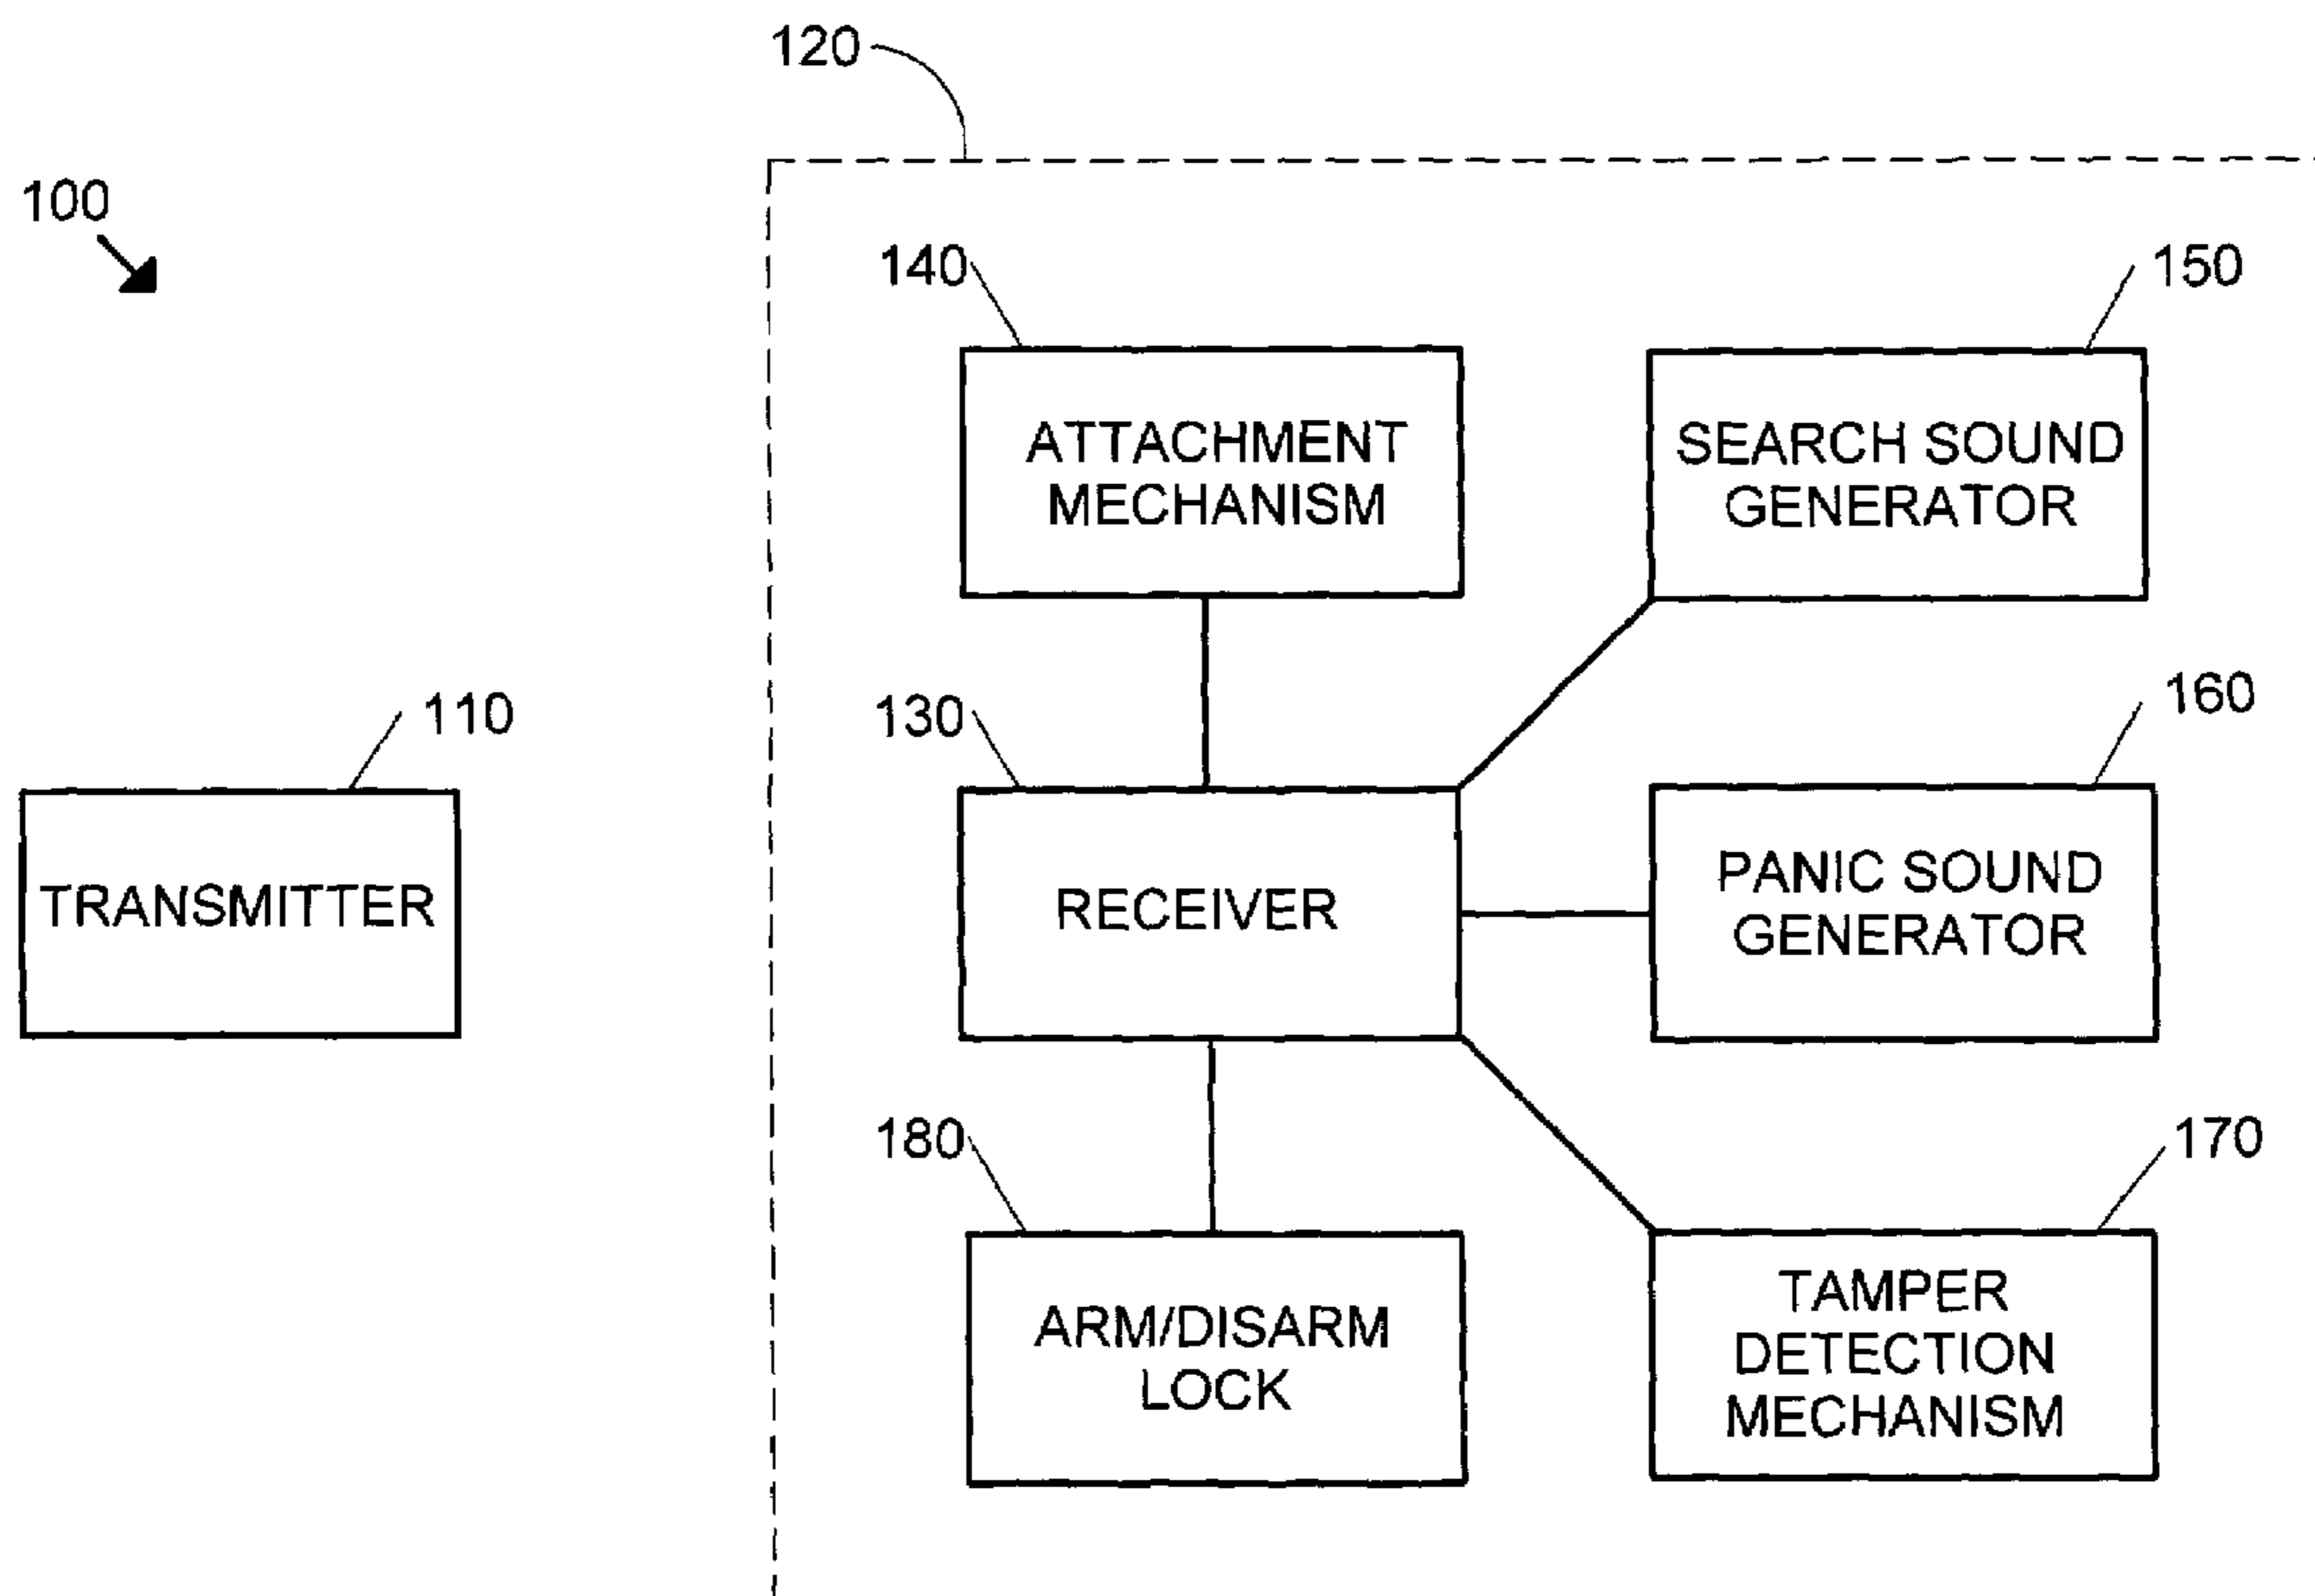 120
100
140
150
ATTACHMENT
MECHANISM
SEARCH SOUND
GENERATOR
110
130
160
TRANSMITTER
RECEIVER
PANIC SOUND
GENERATOR
180
170
ARM/DISARM
LOCK
TAMPER
DETECTION
MECHANISM